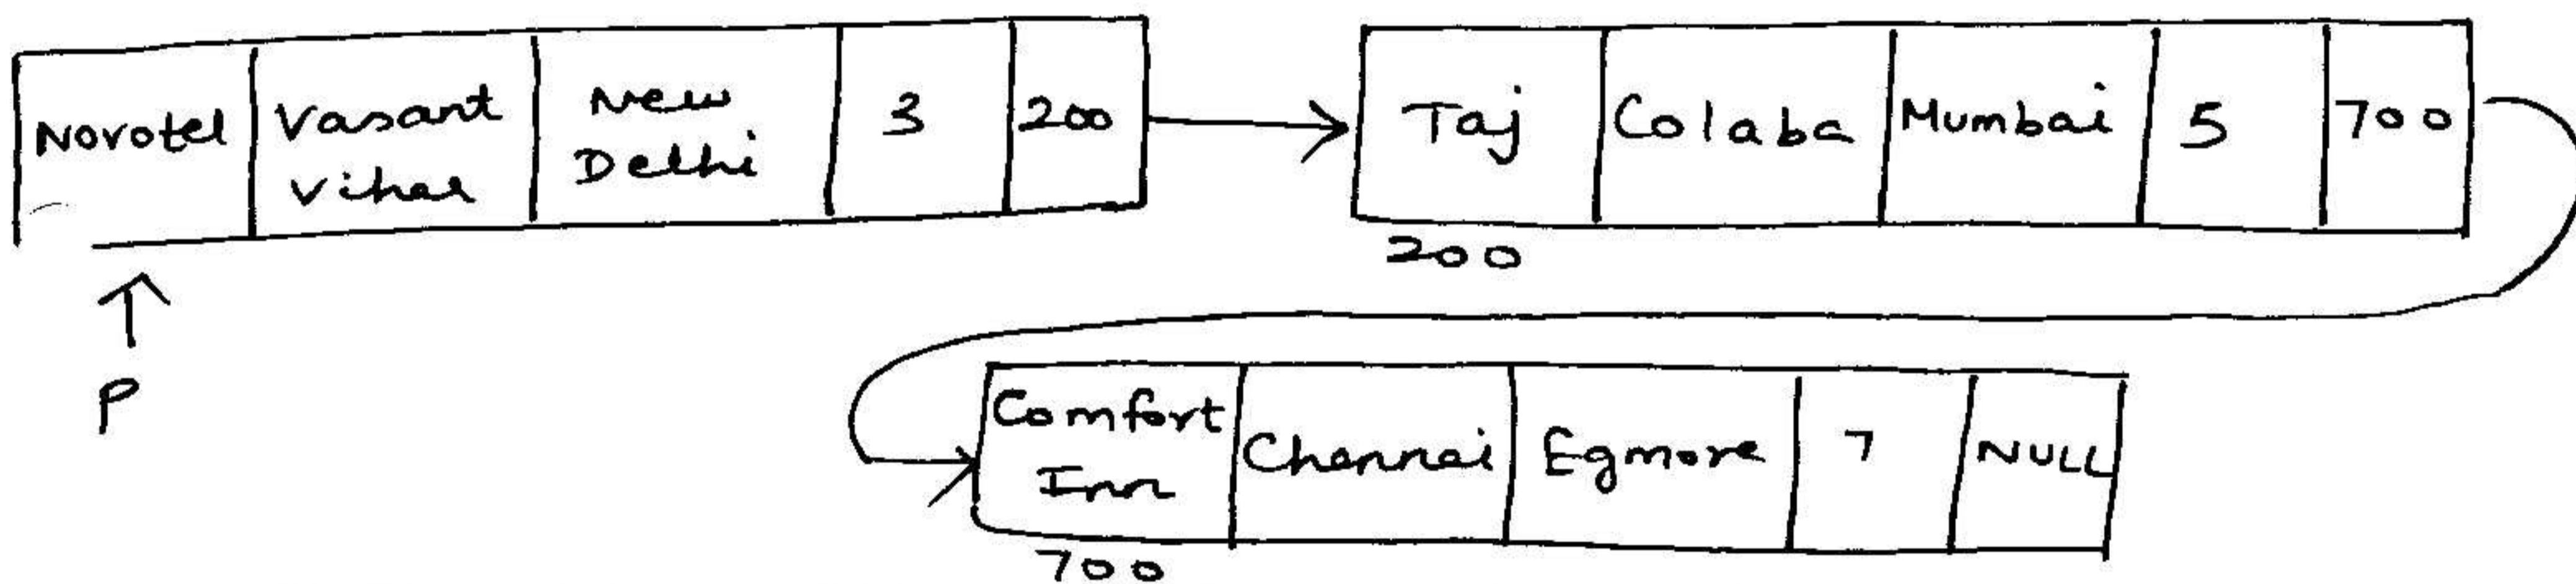 Novotel
Vasant
Vihar
New
Delhi
3
200
Taj
Colaba
Mumbai
5
700
200
P
Comfort
Inn
Chennai
Egmore
7
NULL
700